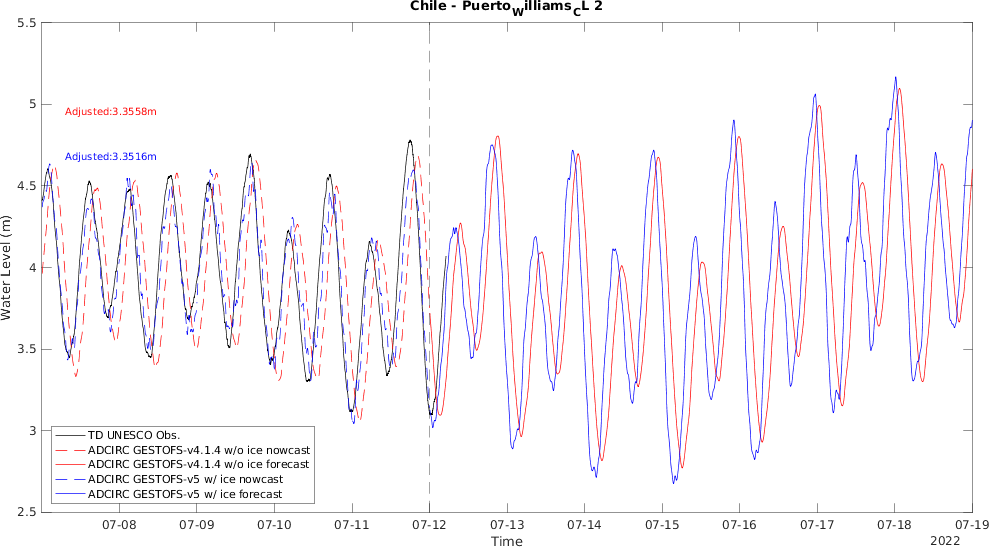 Chile - PuertoWilliamsCL 2
5.5
5
4.5
4
3.5
3
2.5
Water Level (m)
Adjusted:3.3558m
Adjusted:3.3516m
TD UNESCO Obs.
ADCIRC GESTOFS-v4.1.4 w/o ice nowcast
ADCIRC GESTOFS-v4.1.4 w/o ice forecast
ADCIRC GESTOFS-v5 w/ ice nowcast
ADCIRC GESTOFS-v5 w/ ice forecast
07-08 07-09 07-10 07-11 07-12 07-13 07-14 07-15 07-16 07-17 07-18 07-19
Time
2022